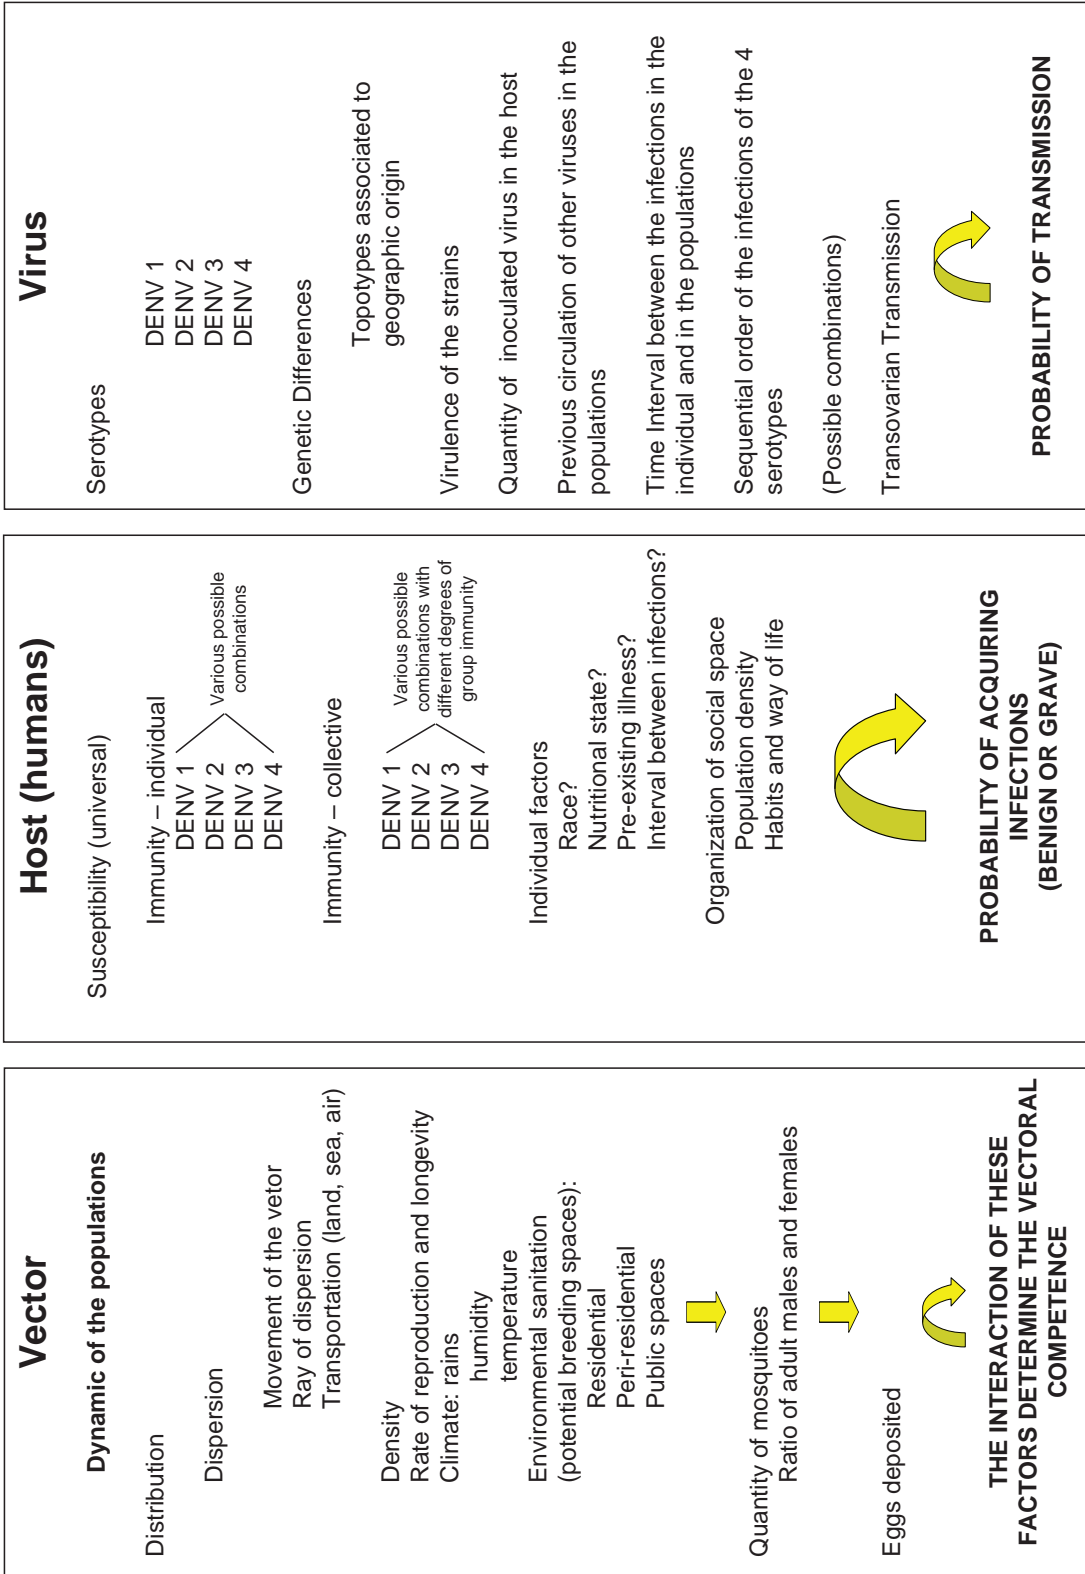 Vector
Dynamic of the populations
Distribution
Dispersion
Movement of the vetor
Ray of dispersion
Transportation (land, sea, air)
Density
Rate of reproduction and longevity
Climate: rains
humidity
temperature
Environmental sanitation
(potential breeding spaces):
Residential
Peri-residential
Public spaces
Quantity of mosquitoes
Ratio of adult males and females
Eggs deposited
THE INTERACTION OF THESE
FACTORS DETERMINE THE VECTORAL
COMPETENCE
Host (humans)
Susceptibility (universal)
Immunity – individual
DENV 1
DENV 2
DENV 3
DENV 4
Various possible
combinations
Immunity – collective
DENV 1
DENV 2
DENV 3
DENV 4
Various possible
combinations with
different degrees of
group immunity
Individual factors
Race?
Nutritional state?
Pre-existing illness?
Interval between infections?
Organization of social space
Population density
Habits and way of life
PROBABILITY OF ACQUIRING
INFECTIONS
(BENIGN OR GRAVE)
Virus
Serotypes
DENV 1
DENV 2
DENV 3
DENV 4
Genetic Differences
Topotypes associated to
geographic origin
Virulence of the strains
Quantity of inoculated virus in the host
Previous circulation of other viruses in the
populations
Time Interval between the infections in the
individual and in the populations
Sequential order of the infections of the 4
serotypes
(Possible combinations)
Transovarian Transmission
PROBABILITY OF TRANSMISSION